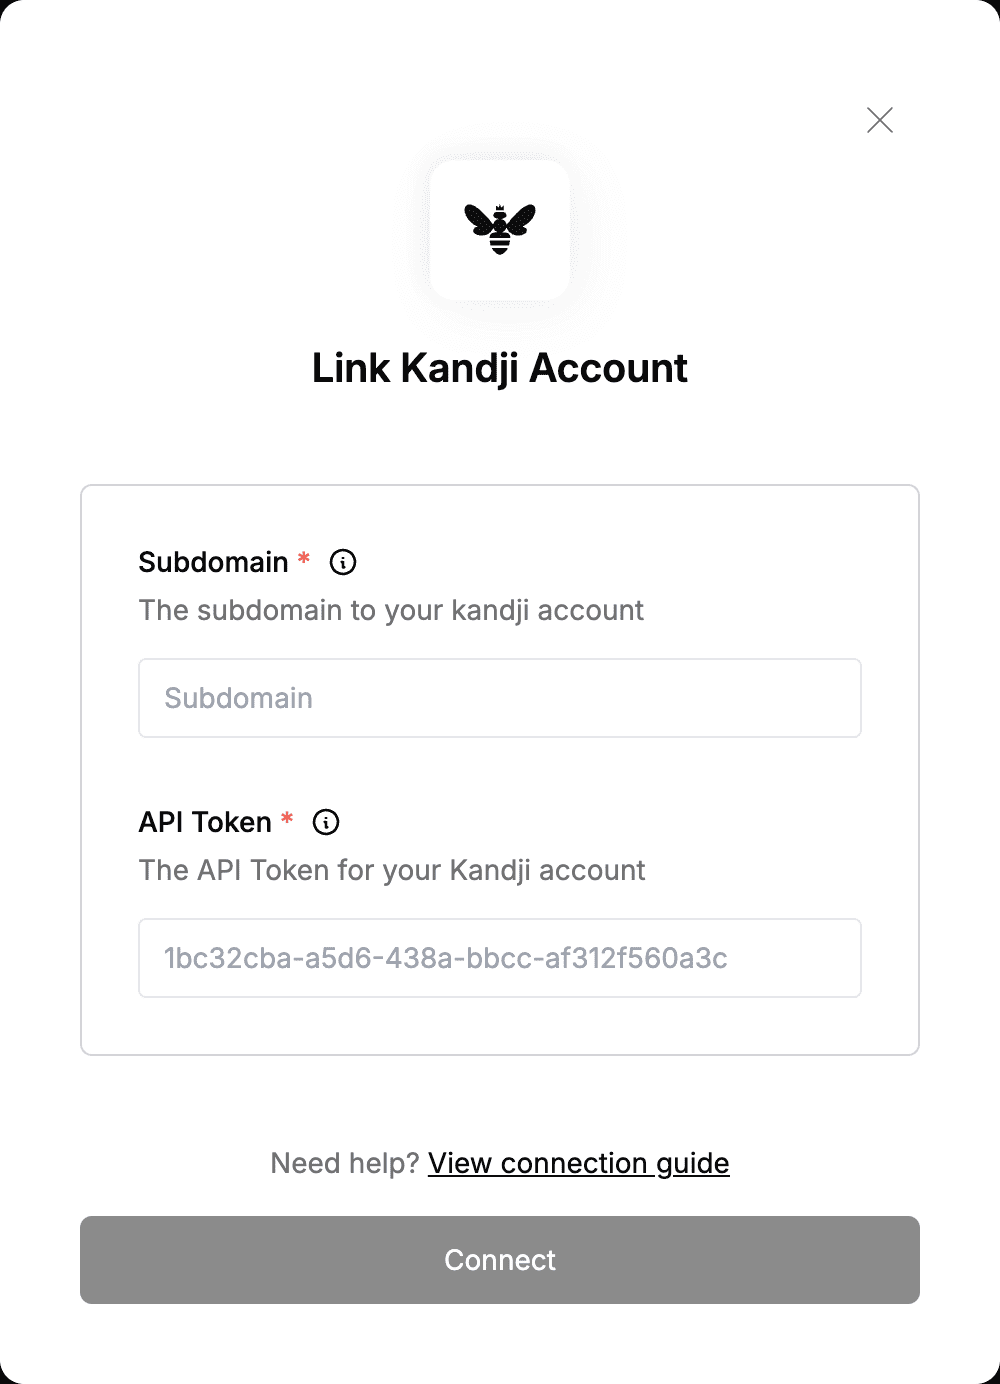 Link Kandji Account
Subdomain *
The subdomain to your kandji account
Subdomain
API Token *
The API Token for your Kandji account
1bc32cba-a5d6-438a-bbcc-af312f560a3c
Need help? View connection guide
Connect